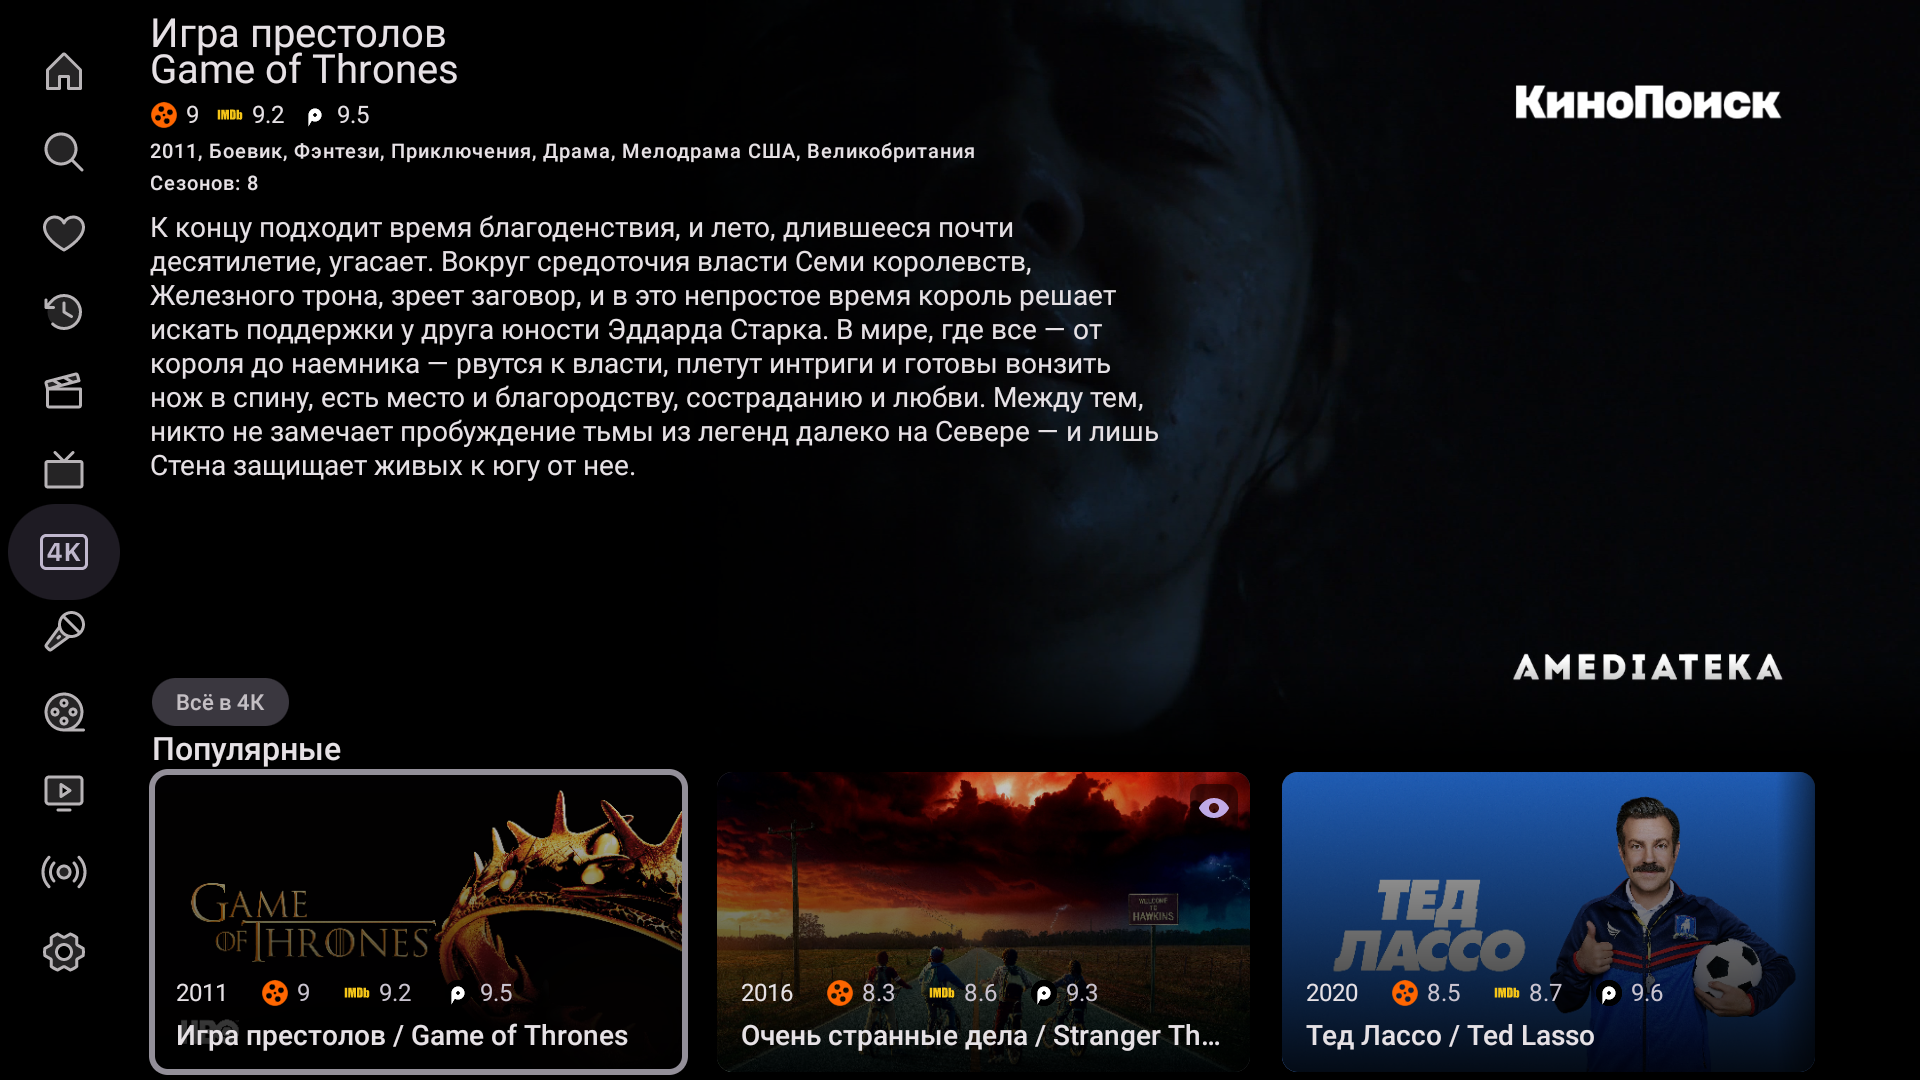 Игра престолов
Game of Thrones
9 IMDb 9.2 9.5
2011, Боевик, Фэнтези, Приключения, Драма, Мелодрама США, Великобритания
Сезонов: 8
КиноПоиск
К концу подходит время благоденствия, и лето, длившееся почти
десятилетие, угасает. Вокруг средоточия власти Семи королевств,
Железного трона, зреет заговор, и в это непростое время король решает
искать поддержки у друга юности Эддарда Старка. В мире, где все — от
короля до наемника — рвутся к власти, плетут интриги и готовы вонзить
нож в спину, есть место и благородству, состраданию и любви. Между тем,
никто не замечает пробуждение тьмы из легенд далеко на Севере — и лишь
Стена защищает живых к югу от нее.
4K
AMEDIATEKA
Всё в 4К
Популярные
GAME
OF THRONES
2011 9 IMDb 9.2 9.5
HBO
Игра престолов / Game of Thrones
WELCOME
TO
HAWKINS
2016 8.3 IMDb 8.6 9.3
Очень странные дела / Stranger Th...
ТЕД
ЛАССО
2020 8.5 IMDb 8.7 9.6
Тед Лассо / Ted Lasso